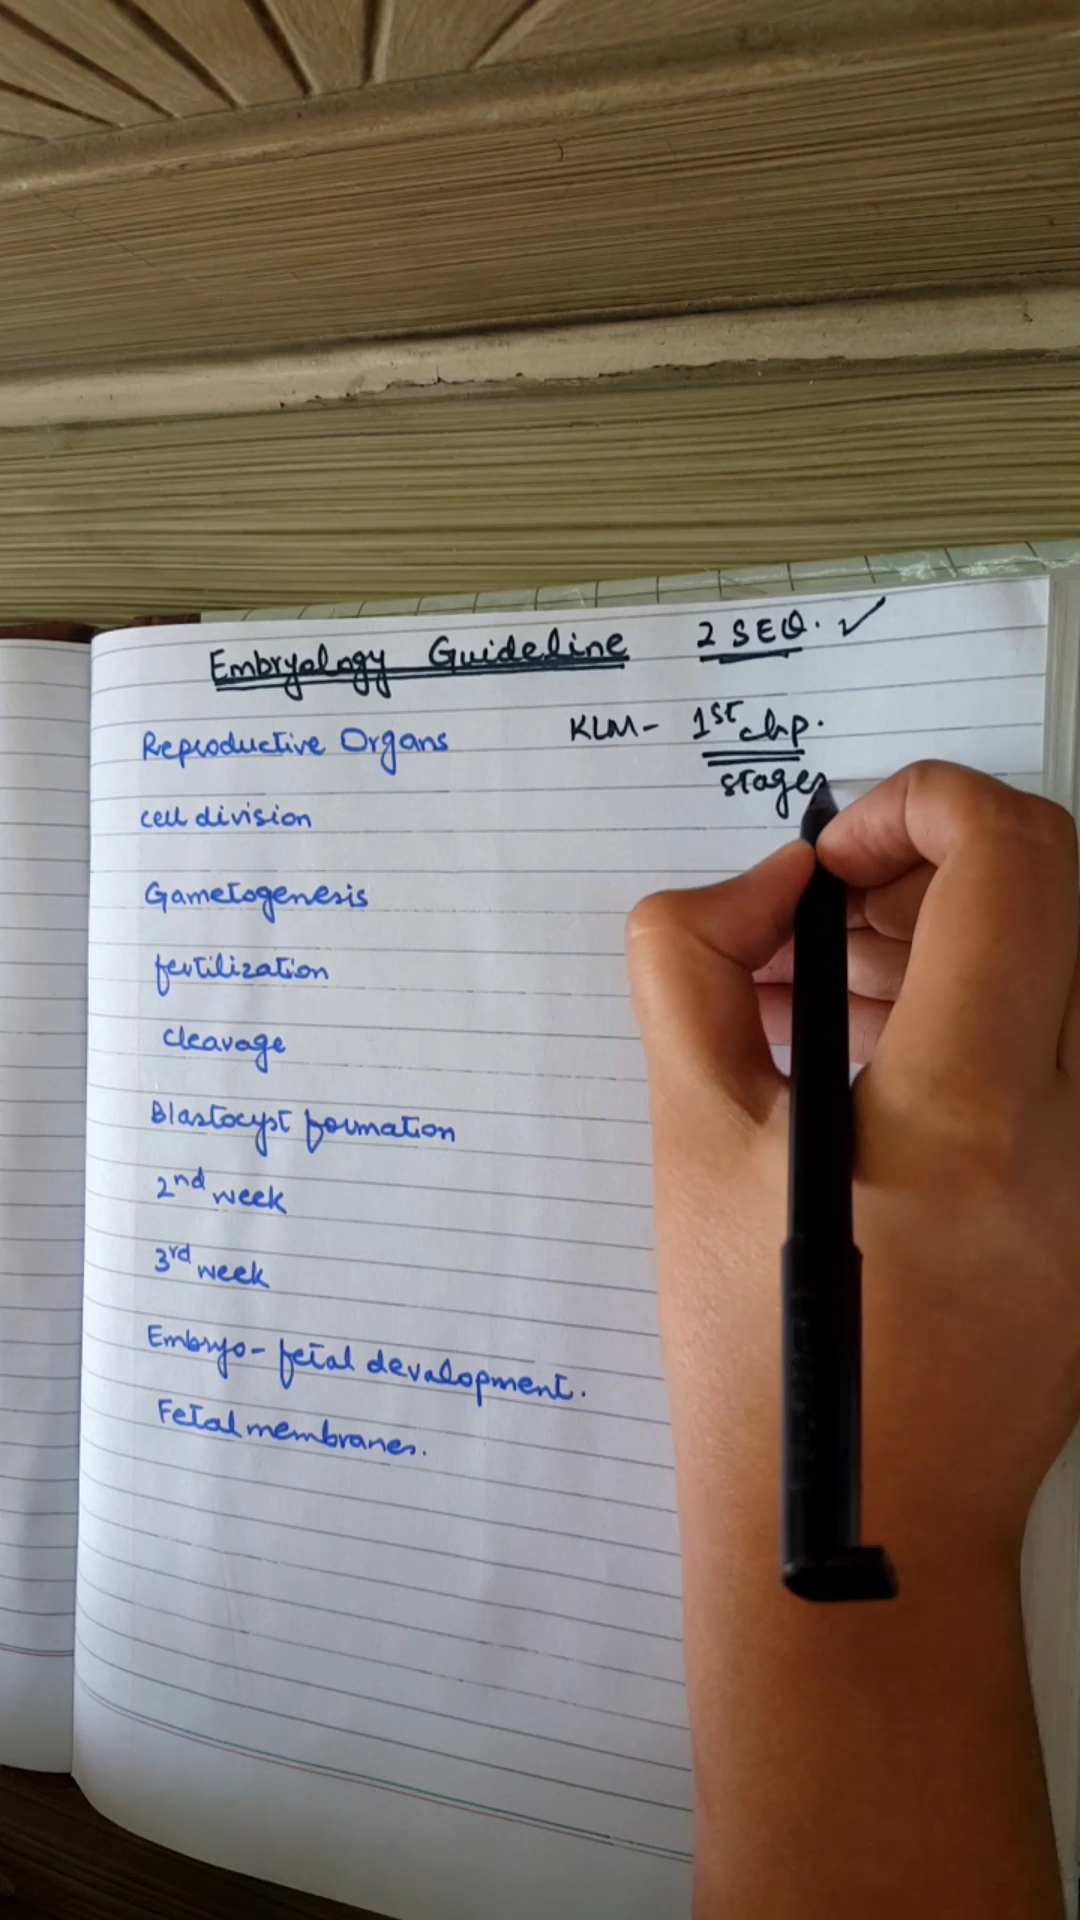 Embryology Guideline 2 SEQ. ✓
Reproductive Organs KLM- 1st chp.
stages
cell division
Gametogenesis
fertilization
cleavage
Blastocyst formation
2nd week
3rd week
Embryo-fetal devalopment.
Fetal membranes.